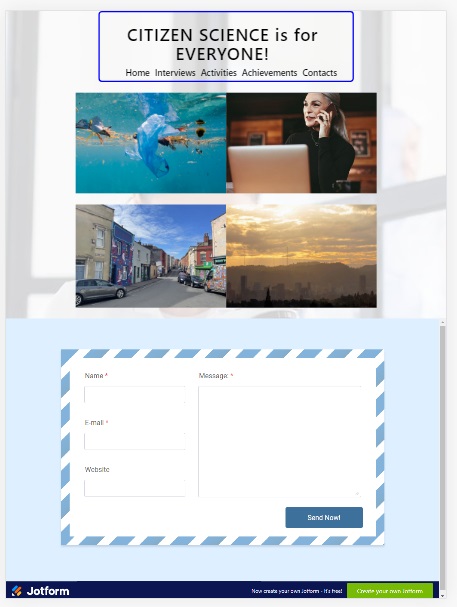 CITIZEN SCIENCE is for
EVERYONE!
Home Interviews Activities Achievements Contacts
Name * Message: *
E-mail *
Website
Send Now!
Jotform Now create your own Jotform - It's free! Create your own Jotform